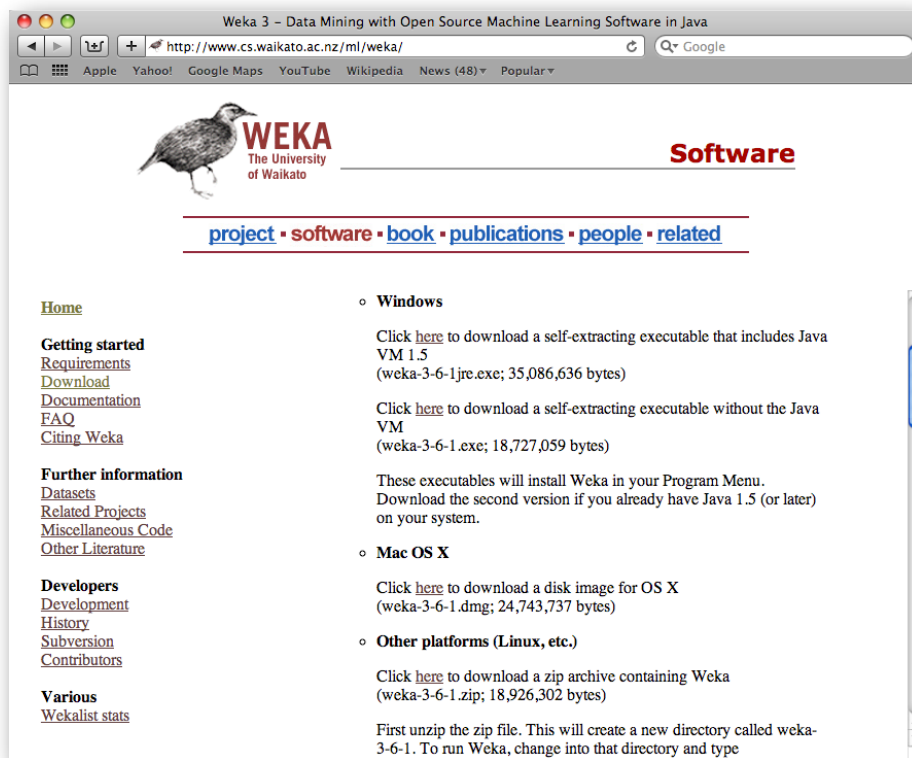 Weka 3 – Data Mining with Open Source Machine Learning Software in Java
http://www.cs.waikato.ac.nz/ml/weka/
Google
Apple Yahoo! Google Maps YouTube Wikipedia News (48) Popular
WEKA
The University
of Waikato
Software
project ▪ software ▪ book ▪ publications ▪ people ▪ related
Home
Getting started
Requirements
Download
Documentation
FAQ
Citing Weka
Further information
Datasets
Related Projects
Miscellaneous Code
Other Literature
Developers
Development
History
Subversion
Contributors
Various
Wekalist stats
Windows
Click here to download a self-extracting executable that includes Java
VM 1.5
(weka-3-6-1jre.exe; 35,086,636 bytes)
Click here to download a self-extracting executable without the Java
VM
(weka-3-6-1.exe; 18,727,059 bytes)
These executables will install Weka in your Program Menu.
Download the second version if you already have Java 1.5 (or later)
on your system.
Mac OS X
Click here to download a disk image for OS X
(weka-3-6-1.dmg; 24,743,737 bytes)
Other platforms (Linux, etc.)
Click here to download a zip archive containing Weka
(weka-3-6-1.zip; 18,926,302 bytes)
First unzip the zip file. This will create a new directory called weka-
3-6-1. To run Weka, change into that directory and type